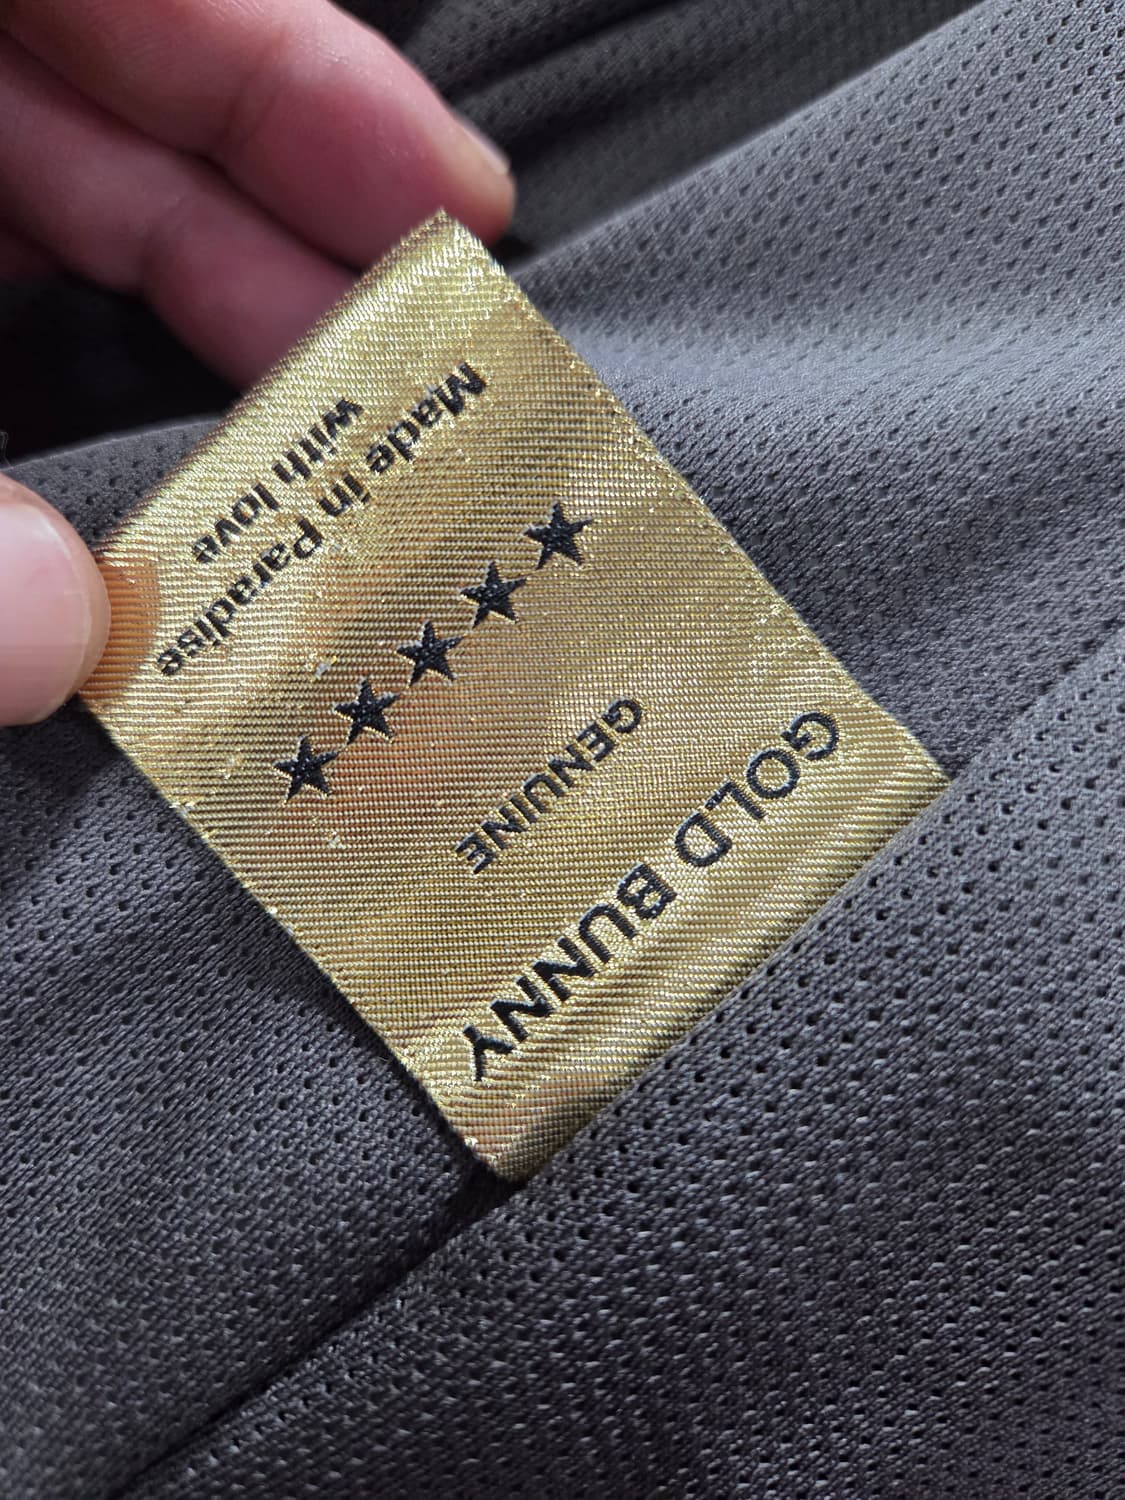 GOLD BUNNY
GENUINE
★★★★★
Made in Paradise
with love